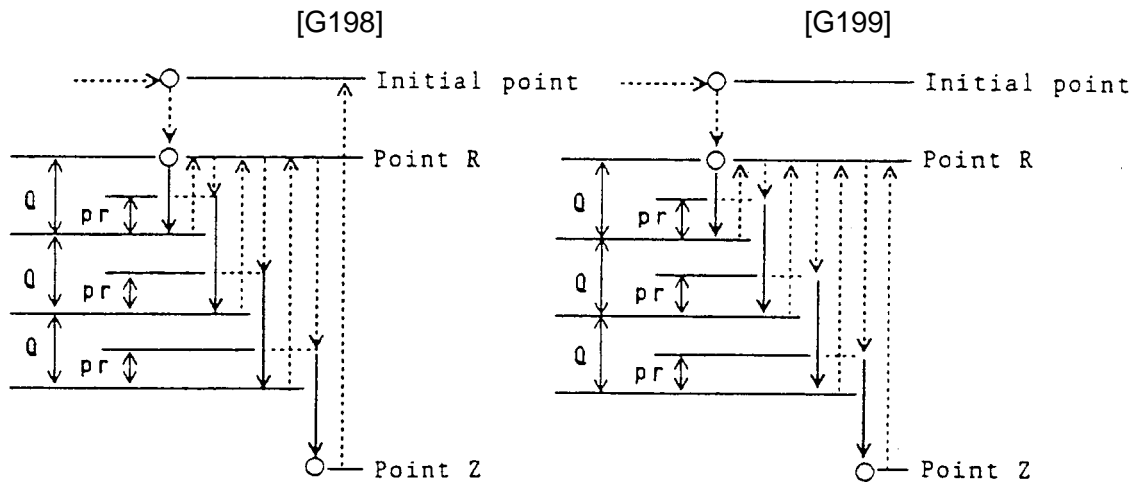 [G198] [G199]
Initial point Initial point
Point R Point R
Q Q
pr pr
Q Q
pr pr
Q Q
pr pr
Point Z Point Z